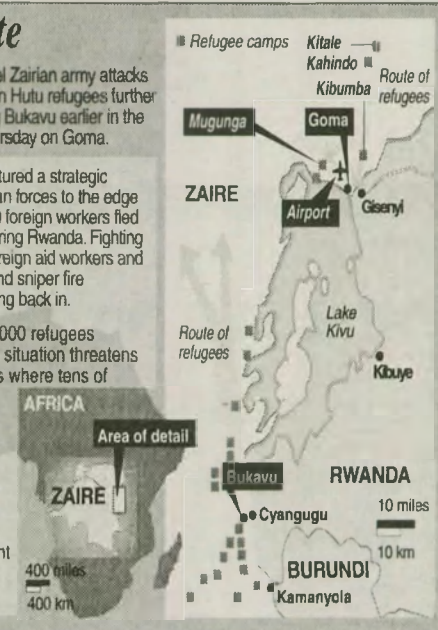 te
el Zairian army attacks
n Hutu refugees further
g Bukavu earlier in the
rsday on Goma.
tured a strategic
an forces to the edge
foreign workers fled
ring Rwanda. Fighting
reign aid workers and
nd sniper fire
ng back in.
000 refugees
situation threatens
s where tens of
AFRICA
Area of detail
ZAIRE
nt
400 miles
400 km
Refugee camps
Kitale
Kahindo
Kibumba
Route of
refugees
Mugunga
Goma
ZAIRE
Airport
Gisenyi
Lake
Kivu
Route of
refugees
Kibuye
Bukavu
RWANDA
Cyangugu
10 miles
10 km
BURUNDI
Kamanyola